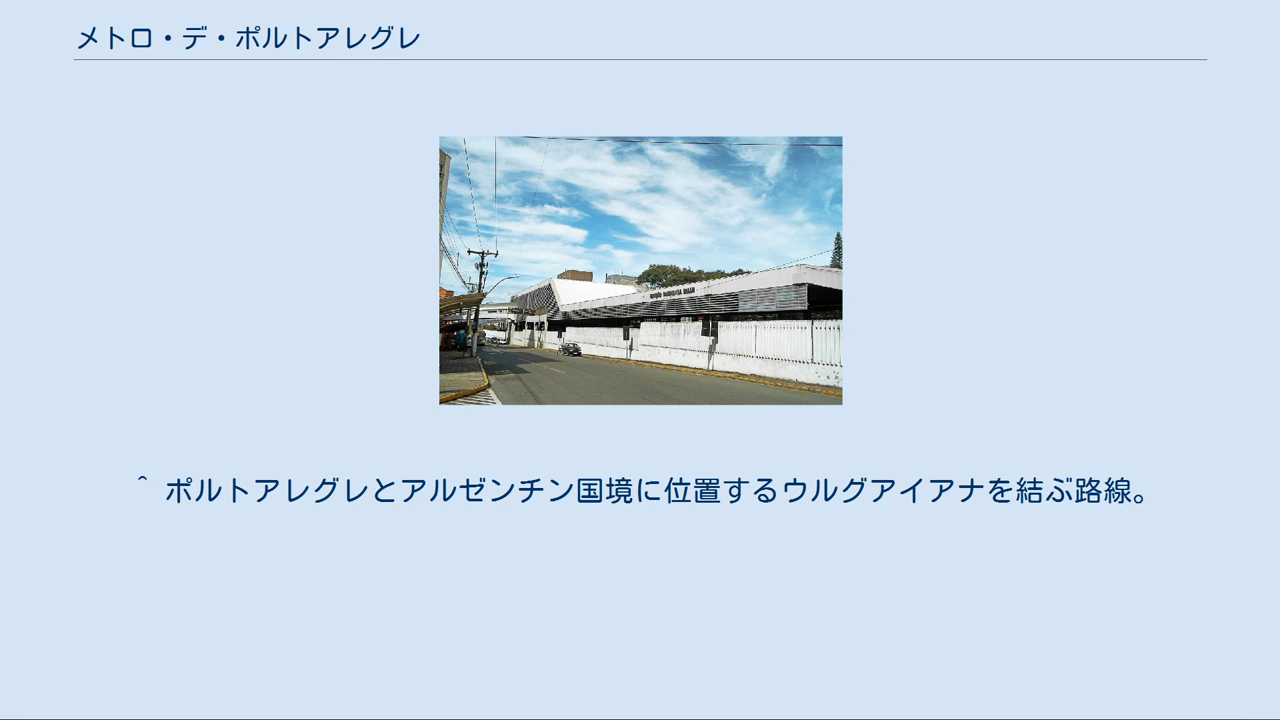 メトロ・デ・ポルトアレグレ
^ ポルトアレグレとアルゼンチン国境に位置するウルグアイアナを結ぶ路線。